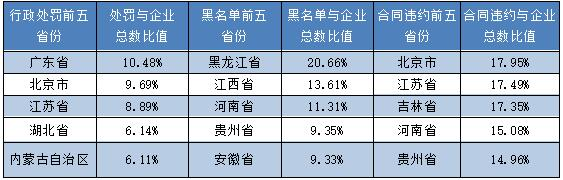 行政处罚前五省份 处罚与企业总数比值 黑名单前五省份 黑名单与企业总数比值 合同违约前五省份 合同违约与企业总数比值
广东省 10.48% 黑龙江省 20.66% 北京市 17.95%
北京市 9.69% 江西省 13.61% 江苏省 17.49%
江苏省 8.89% 河南省 11.31% 吉林省 17.35%
湖北省 6.14% 贵州省 9.35% 河南省 15.08%
内蒙古自治区 6.11% 安徽省 9.33% 贵州省 14.96%